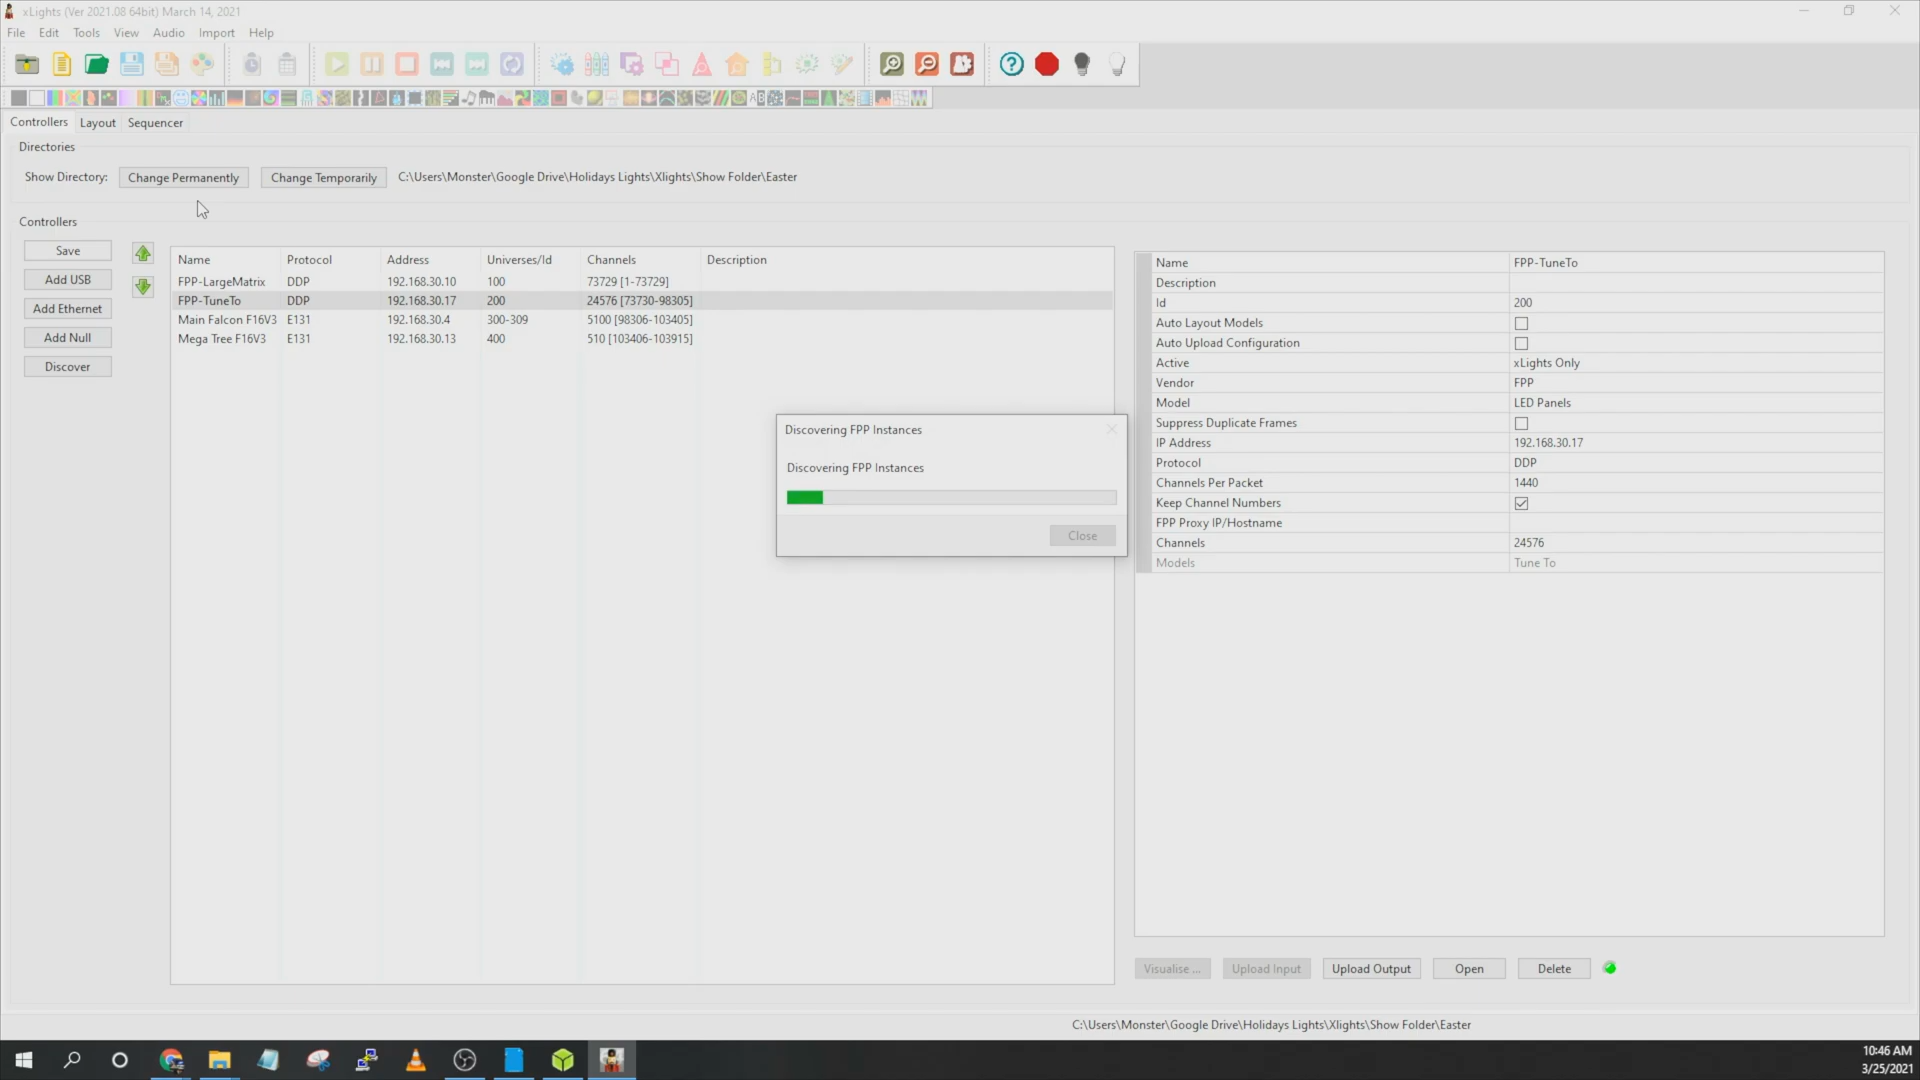 xLights (Ver 2021.08 64bit) March 14, 2021
File Edit Tools View Audio Import Help
Controllers Layout Sequencer
Directories
Show Directory: Change Permanently Change Temporarily C:\Users\Monster\Google Drive\Holidays Lights\Xlights\Show Folder\Easter
Controllers
Save
Add USB
Add Ethernet
Add Null
Discover
Name Protocol Address Universes/Id Channels Description
FPP-LargeMatrix DDP 192.168.30.10 100 73729 [1-73729]
FPP-TuneTo DDP 192.168.30.17 200 24576 [73730-98305]
Main Falcon F16V3 E131 192.168.30.4 300-309 5100 [98306-103405]
Mega Tree F16V3 E131 192.168.30.13 400 510 [103406-103915]
Discovering FPP Instances
Discovering FPP Instances
Close
Name FPP-TuneTo
Description
Id 200
Auto Layout Models
Auto Upload Configuration
Active xLights Only
Vendor FPP
Model LED Panels
Suppress Duplicate Frames
IP Address 192.168.30.17
Protocol DDP
Channels Per Packet 1440
Keep Channel Numbers
FPP Proxy IP/Hostname
Channels 24576
Models Tune To
Visualise ... Upload Input Upload Output Open Delete
C:\Users\Monster\Google Drive\Holidays Lights\Xlights\Show Folder\Easter
10:46 AM
3/25/2021